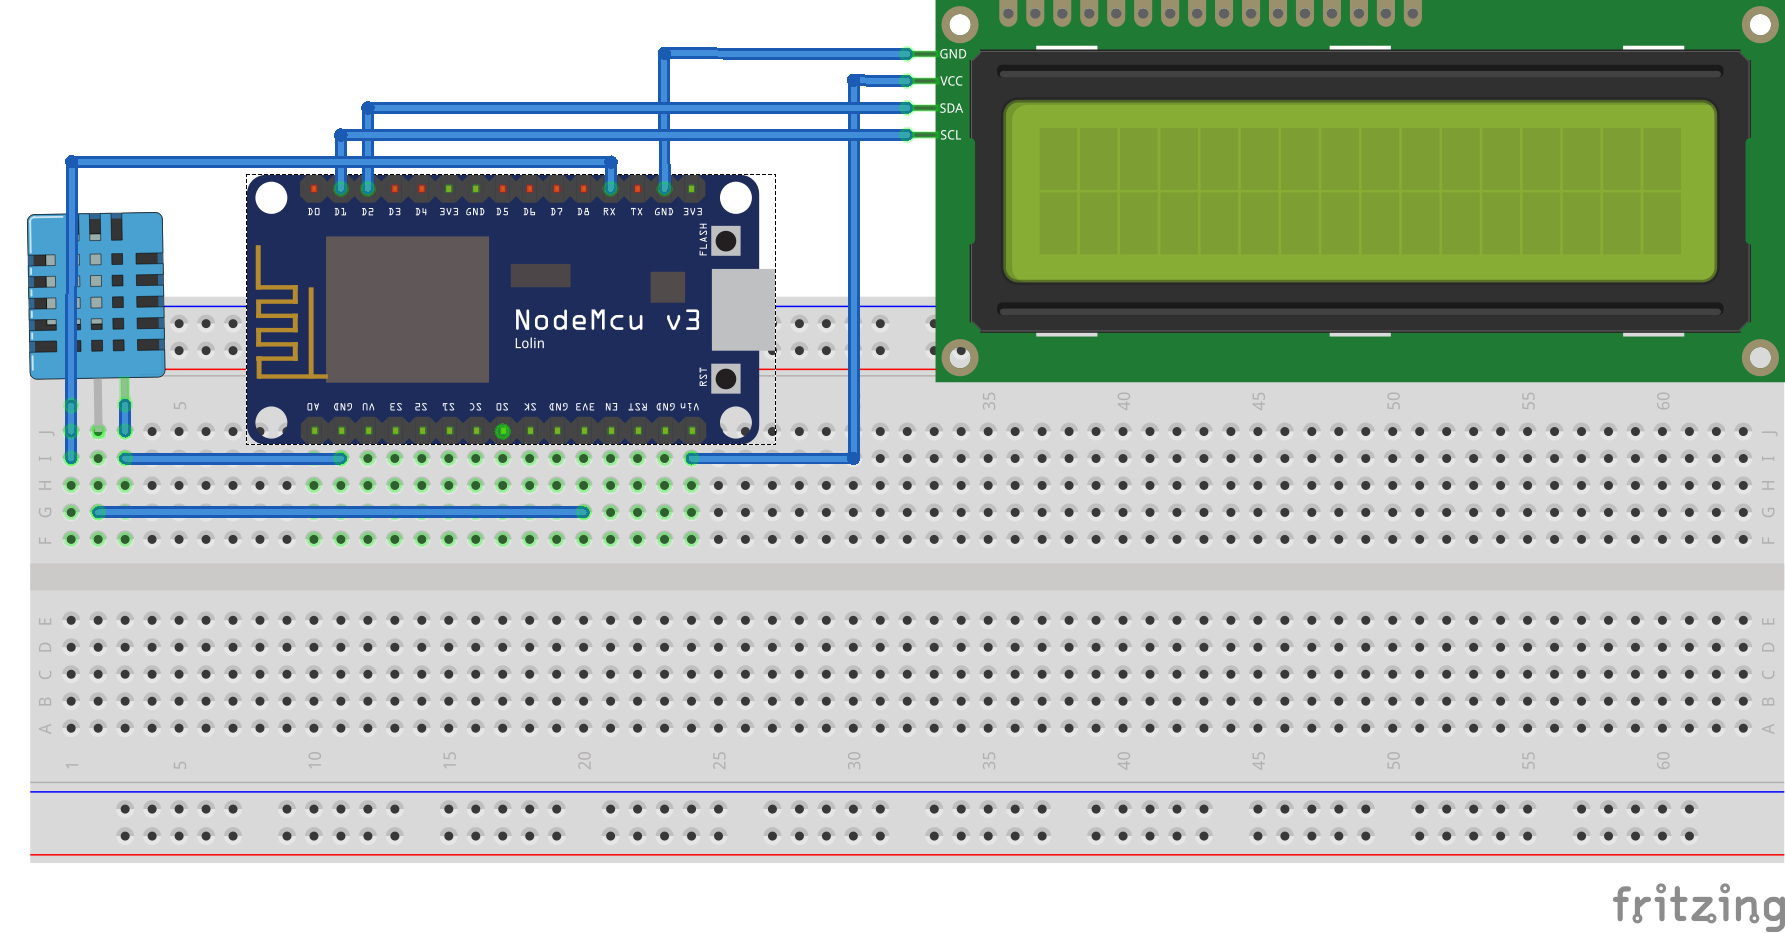 GND
VCC
SDA
SCL
D0 D1 D2 D3 D4 3V3 GND D5 D6 D7 D8 RX TX GND 3V3
FLASH
NodeMcu v3
Lolin
RST
A0 GND VU S3 S2 S1 SC S0 SK GND 3V3 EN RST GND Vin
5 35 40 45 50 55 60
J J
I I
H H
G G
F F
E E
D D
C C
B B
A A
1 5 10 15 20 25 30 35 40 45 50 55 60
fritzing